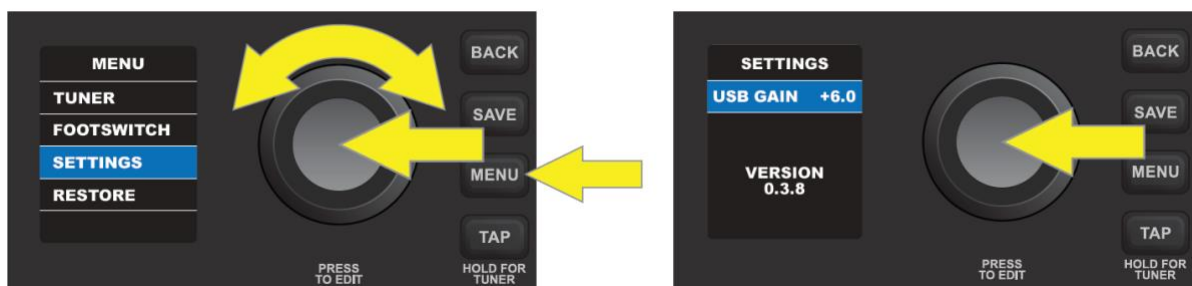 MENU
TUNER
FOOTSWITCH
SETTINGS
RESTORE
BACK
SAVE
MENU
TAP
PRESS
TO EDIT
HOLD FOR
TUNER
SETTINGS
USB GAIN +6.0
VERSION
0.3.8
BACK
SAVE
MENU
TAP
PRESS
TO EDIT
HOLD FOR
TUNER